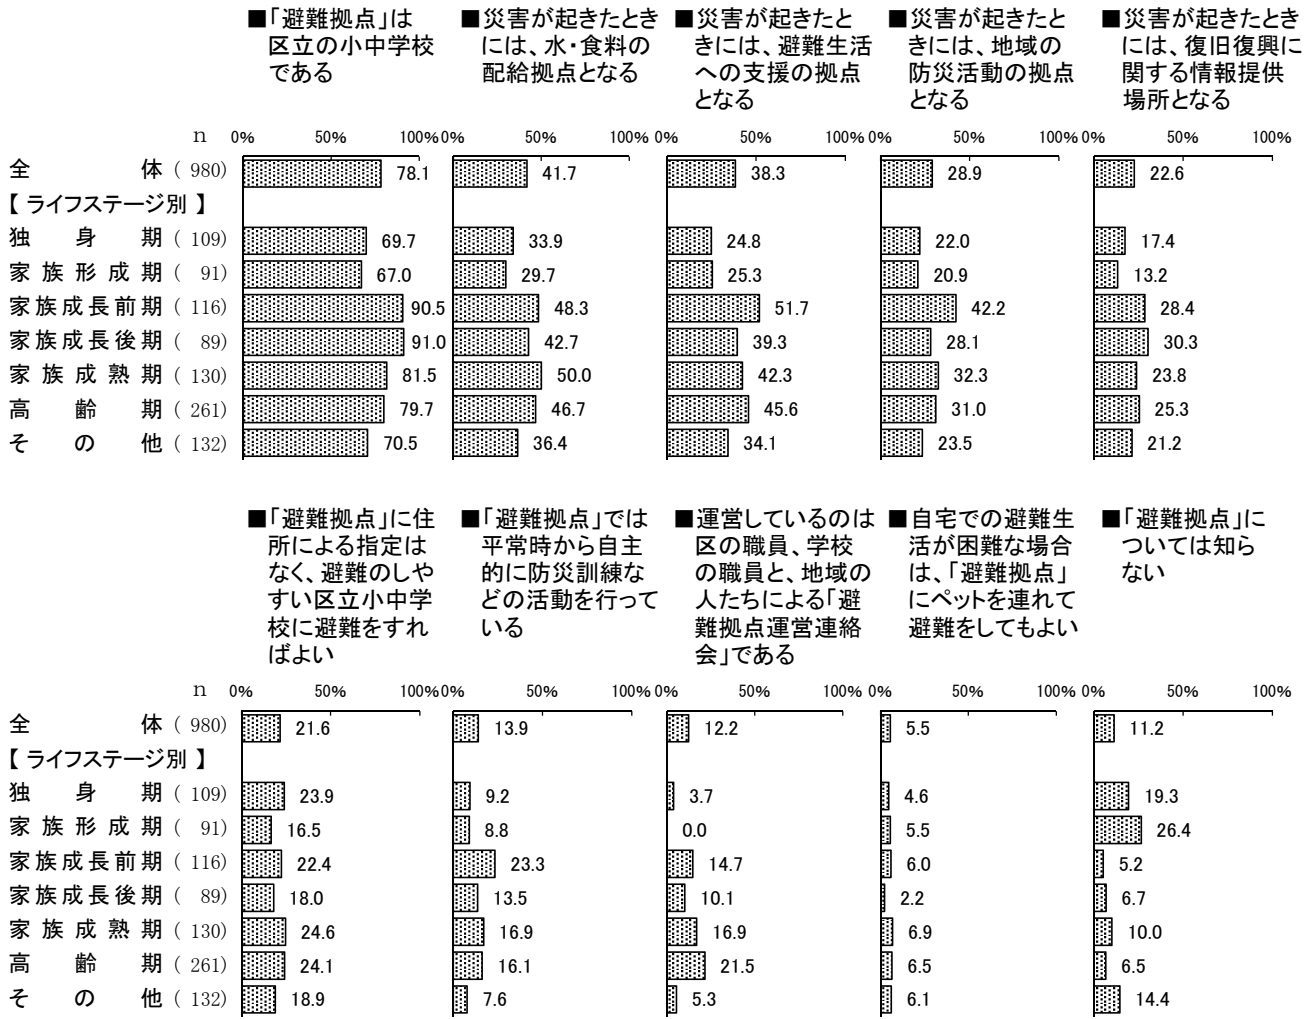 ■「避難拠点」は
区立の小中学校
である
■災害が起きたとき
には、水・食料の
配給拠点となる
■災害が起きたと
きには、避難生活
への支援の拠点
となる
■災害が起きたと
きには、地域の
防災活動の拠点
となる
■災害が起きたとき
には、復旧復興に
関する情報提供
場所となる
n 0% 50% 100% 0% 50% 100% 0% 50% 100% 0% 50% 100% 0% 50% 100%
全体 ( 980) 78.1 41.7 38.3 28.9 22.6
【 ライフステージ別 】
独身期 ( 109) 69.7 33.9 24.8 22.0 17.4
家族形成期 ( 91) 67.0 29.7 25.3 20.9 13.2
家族成長前期 ( 116) 90.5 48.3 51.7 42.2 28.4
家族成長後期 ( 89) 91.0 42.7 39.3 28.1 30.3
家族成熟期 ( 130) 81.5 50.0 42.3 32.3 23.8
高齢期 ( 261) 79.7 46.7 45.6 31.0 25.3
その他 ( 132) 70.5 36.4 34.1 23.5 21.2
■「避難拠点」に住
所による指定は
なく、避難のしや
すい区立小中学
校に避難をすれ
ばよい
■「避難拠点」では
平常時から自主
的に防災訓練な
どの活動を行って
いる
■運営しているのは
区の職員、学校
の職員と、地域の
人たちによる「避
難拠点運営連絡
会」である
■自宅での避難生
活が困難な場合
は、「避難拠点」
にペットを連れて
避難をしてもよい
■「避難拠点」に
ついては知ら
ない
n 0% 50% 100% 0% 50% 100% 0% 50% 100% 0% 50% 100% 0% 50% 100%
全体 ( 980) 21.6 13.9 12.2 5.5 11.2
【 ライフステージ別 】
独身期 ( 109) 23.9 9.2 3.7 4.6 19.3
家族形成期 ( 91) 16.5 8.8 0.0 5.5 26.4
家族成長前期 ( 116) 22.4 23.3 14.7 6.0 5.2
家族成長後期 ( 89) 18.0 13.5 10.1 2.2 6.7
家族成熟期 ( 130) 24.6 16.9 16.9 6.9 10.0
高齢期 ( 261) 24.1 16.1 21.5 6.5 6.5
その他 ( 132) 18.9 7.6 5.3 6.1 14.4